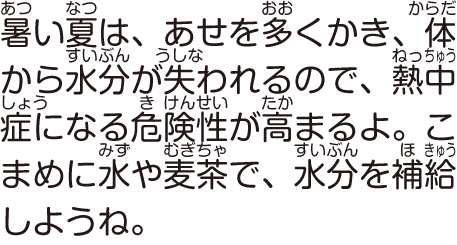 暑い夏は、あせを多くかき、体
から水分が失われるので、熱中
症になる危険性が高まるよ。こ
まめに水や麦茶で、水分を補給
しようね。